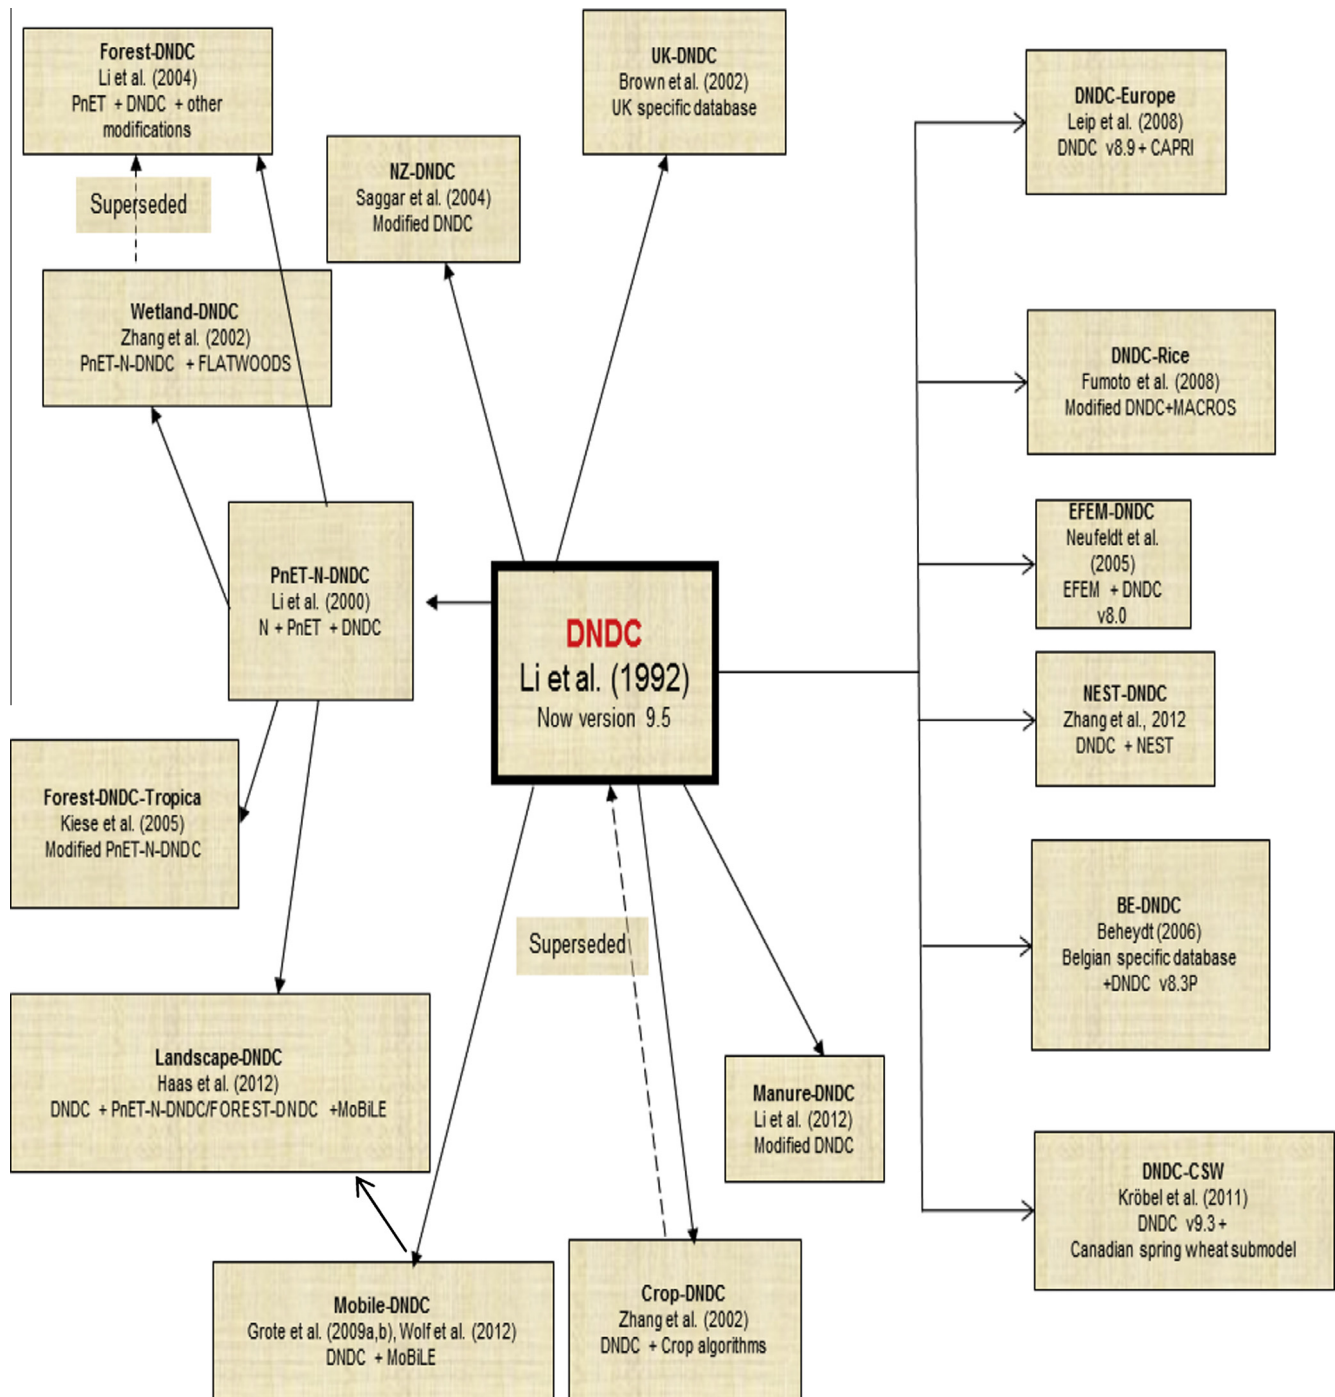 Forest-DNDC
Li et al. (2004)
PnET + DNDC + other
modifications
UK-DNDC
Brown et al. (2002)
UK specific database
DNDC-Europe
Leip et al. (2008)
DNDC v8.9 + CAPRI
NZ-DNDC
Saggar et al. (2004)
Modified DNDC
Superseded
Wetland-DNDC
Zhang et al. (2002)
PnET-N-DNDC + FLATWOODS
DNDC-Rice
Fumoto et al. (2008)
Modified DNDC+MACROS
EFEM-DNDC
Neufeldt et al.
(2005)
EFEM + DNDC
v8.0
PnET-N-DNDC
Li et al. (2000)
N + PnET + DNDC
DNDC
Li et al. (1992)
Now version 9.5
NEST-DNDC
Zhang et al., 2012
DNDC + NEST
Forest-DNDC-Tropica
Kiese et al. (2005)
Modified PnET-N-DNDC
BE-DNDC
Beheydt (2006)
Belgian specific database
+DNDC v8.3P
Superseded
Landscape-DNDC
Haas et al. (2012)
DNDC + PnET-N-DNDC/FOREST-DNDC +MoBiLE
Manure-DNDC
Li et al. (2012)
Modified DNDC
DNDC-CSW
Kröbel et al. (2011)
DNDC v9.3 +
Canadian spring wheat submodel
Mobile-DNDC
Grote et al. (2009a,b), Wolf et al. (2012)
DNDC + MoBiLE
Crop-DNDC
Zhang et al. (2002)
DNDC + Crop algorithms